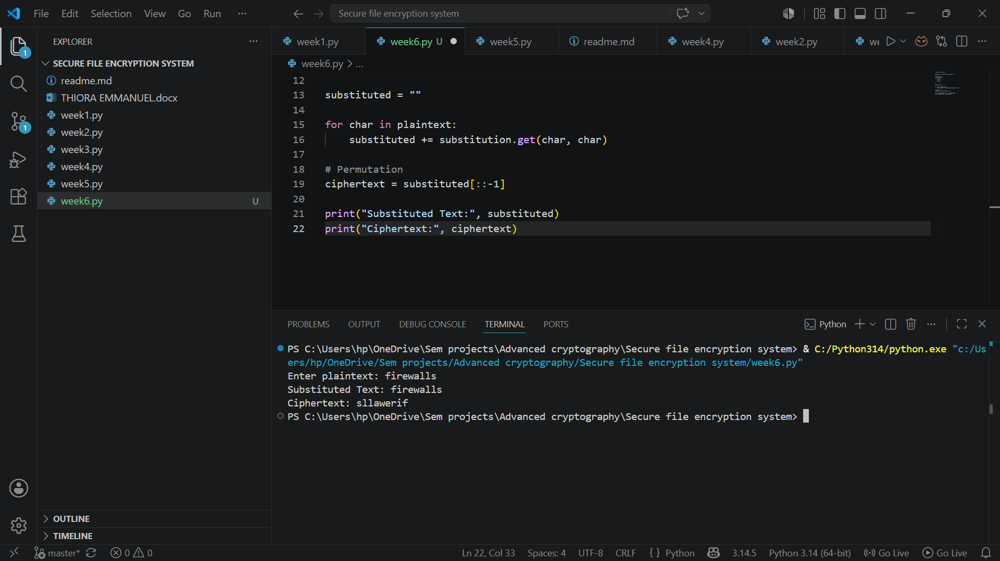 File Edit Selection View Go Run ···
Secure file encryption system
EXPLORER ···
SECURE FILE ENCRYPTION SYSTEM
readme.md
THIORA EMMANUEL.docx
week1.py
week2.py
week3.py
week4.py
week5.py
week6.py U
OUTLINE
TIMELINE
1
1
week1.py week6.py U week5.py readme.md week4.py week2.py we
week6.py > ...
12
13 substituted = ""
14
15 for char in plaintext:
16     substituted += substitution.get(char, char)
17
18 # Permutation
19 ciphertext = substituted[::-1]
20
21 print("Substituted Text:", substituted)
22 print("Ciphertext:", ciphertext)
PROBLEMS OUTPUT DEBUG CONSOLE TERMINAL PORTS
Python
PS C:\Users\hp\OneDrive\Sem projects\Advanced cryptography\Secure file encryption system> & C:/Python314/python.exe "c:/Us
ers/hp/OneDrive/Sem projects/Advanced cryptography/Secure file encryption system/week6.py"
Enter plaintext: firewalls
Substituted Text: firewalls
Ciphertext: sllawerif
PS C:\Users\hp\OneDrive\Sem projects\Advanced cryptography\Secure file encryption system>
master* 0 0 Ln 22, Col 33 Spaces: 4 UTF-8 CRLF {} Python 3.14.5 Python 3.14 (64-bit) Go Live Go Live